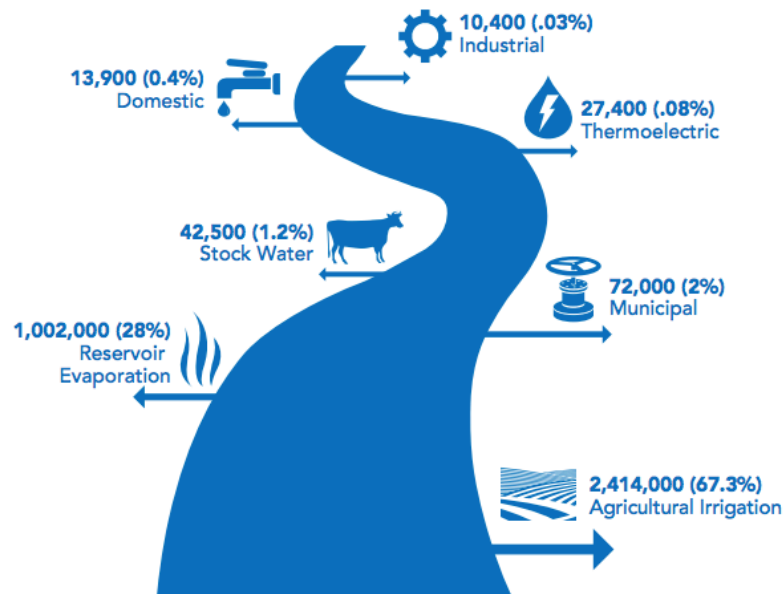 10,400 (.03%)
Industrial
13,900 (0.4%)
Domestic
27,400 (.08%)
Thermoelectric
42,500 (1.2%)
Stock Water
72,000 (2%)
Municipal
1,002,000 (28%)
Reservoir
Evaporation
2,414,000 (67.3%)
Agricultural Irrigation